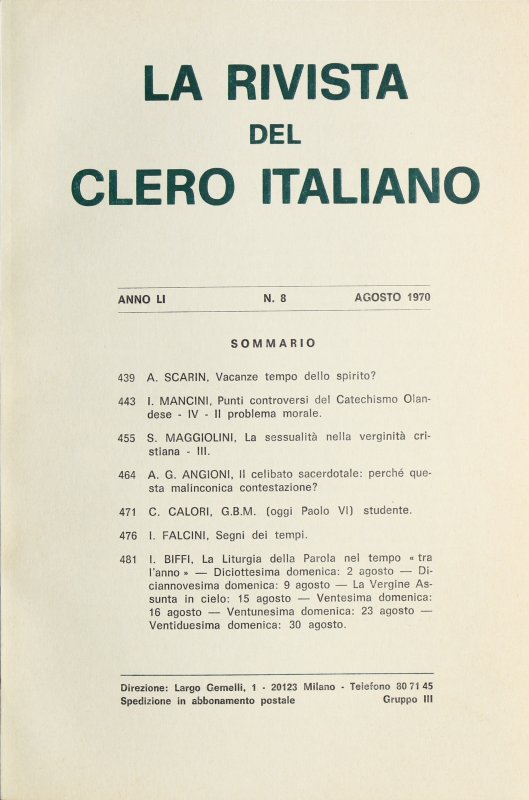 LA RIVISTA
DEL
CLERO ITALIANO
ANNO LI N. 8 AGOSTO 1970
SOMMARIO
439 A. SCARIN, Vacanze tempo dello spirito?
443 I. MANCINI, Punti controversi del Catechismo Olan-
dese - IV - Il problema morale.
455 S. MAGGIOLINI, La sessualità nella verginità cri-
stiana - III.
464 A. G. ANGIONI, Il celibato sacerdotale: perché que-
sta malinconica contestazione?
471 C. CALORI, G.B.M. (oggi Paolo VI) studente.
476 I. FALCINI, Segni dei tempi.
481 I. BIFFI, La Liturgia della Parola nel tempo « tra
l'anno » — Diciottesima domenica: 2 agosto — Di-
ciannovesima domenica: 9 agosto — La Vergine As-
sunta in cielo: 15 agosto — Ventesima domenica:
16 agosto — Ventunesima domenica: 23 agosto —
Ventiduesima domenica: 30 agosto.
Direzione: Largo Gemelli, 1 - 20123 Milano - Telefono 80 71 45
Spedizione in abbonamento postale Gruppo III